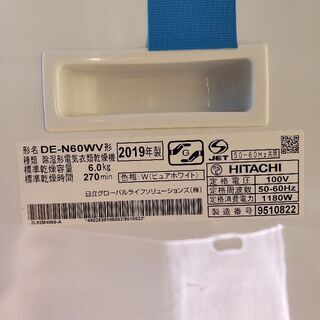 形名 DE-N60WV形
種類 除湿形電気衣類乾燥機
標準乾燥容量 6.0kg
標準乾燥時間 270min
2019年製
色相:W(ピュアホワイト)
日立グローバルライフソリューションズ(株)
JET
50-60Hz共用
HITACHI
定格電圧 100V
定格周波数 50-60Hz
定格消費電力 1180W
製造番号 9510822